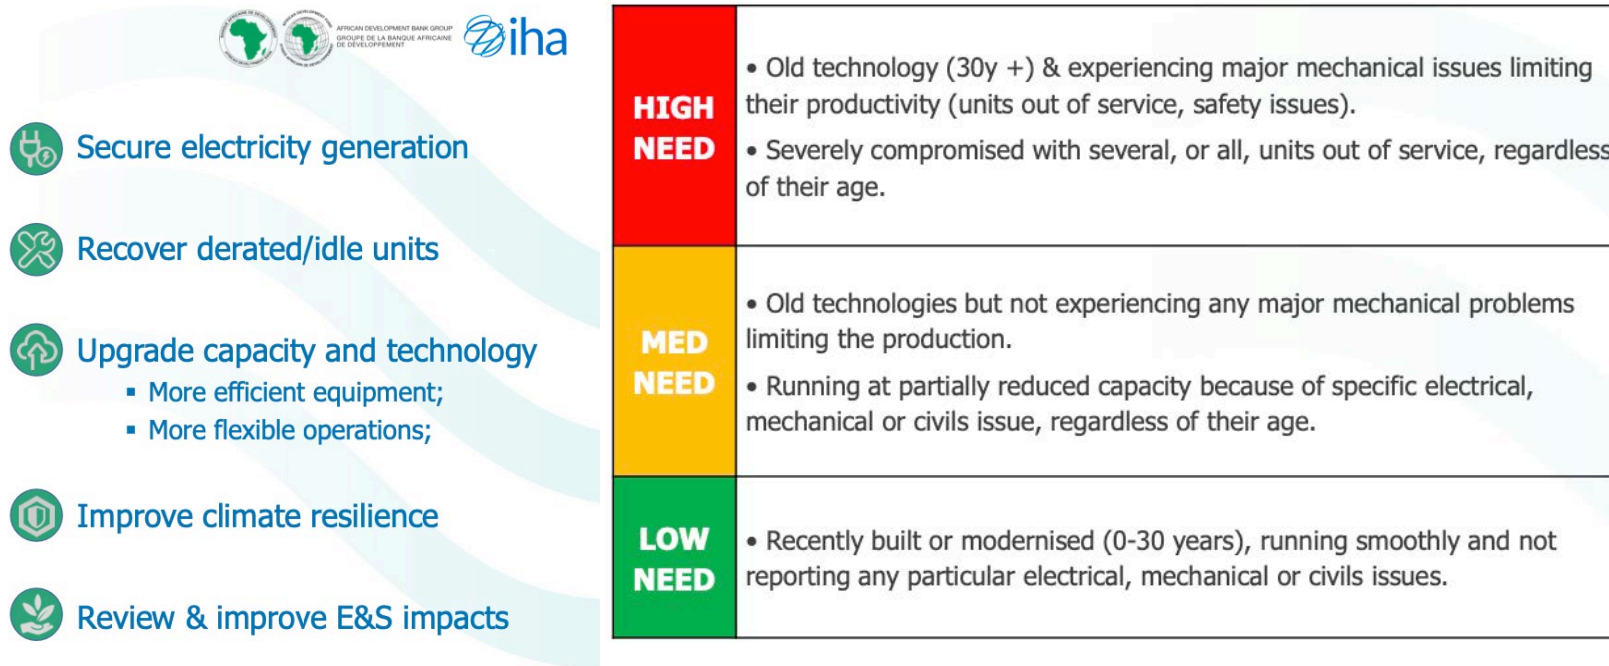 AFRICAN DEVELOPMENT BANK GROUP
GROUPE DE LA BANQUE AFRICAINE
DE DÉVELOPPEMENT
iha
Secure electricity generation
Recover derated/idle units
Upgrade capacity and technology
▪ More efficient equipment;
▪ More flexible operations;
Improve climate resilience
Review & improve E&S impacts
HIGH
NEED
• Old technology (30y +) & experiencing major mechanical issues limiting
their productivity (units out of service, safety issues).
• Severely compromised with several, or all, units out of service, regardless
of their age.
MED
NEED
• Old technologies but not experiencing any major mechanical problems
limiting the production.
• Running at partially reduced capacity because of specific electrical,
mechanical or civils issue, regardless of their age.
LOW
NEED
• Recently built or modernised (0-30 years), running smoothly and not
reporting any particular electrical, mechanical or civils issues.